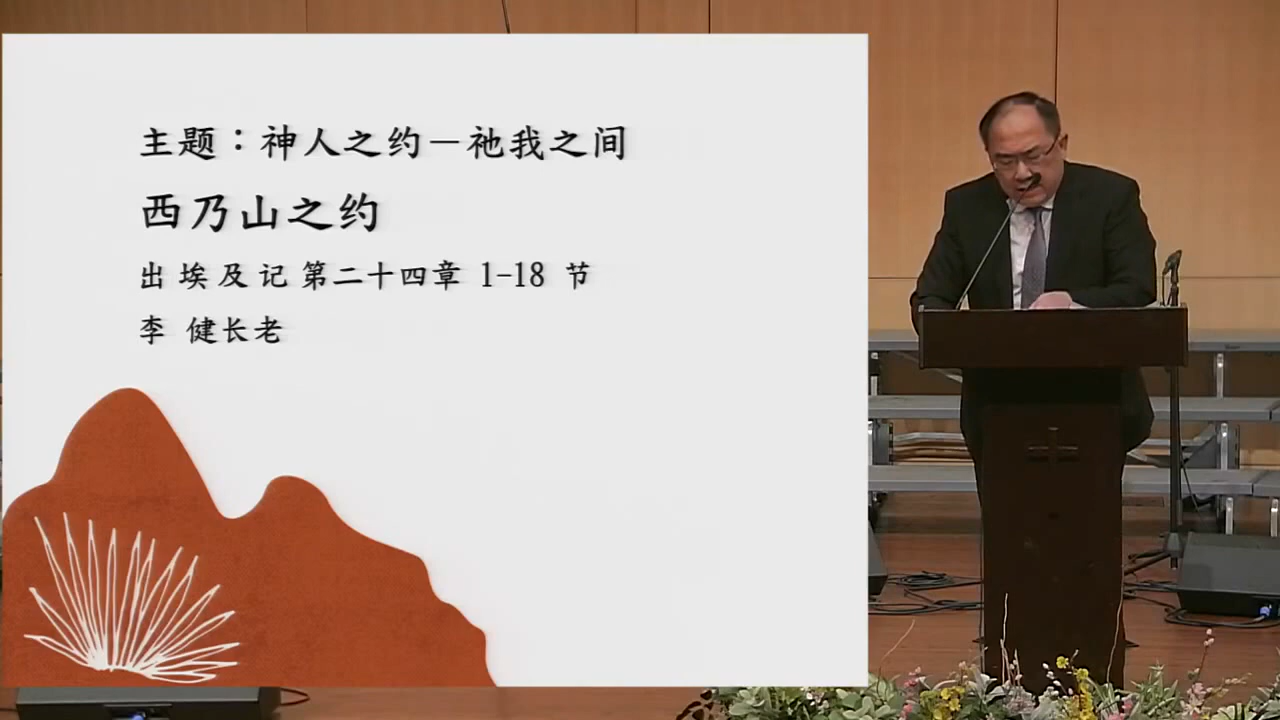 主题：神人之约－祂我之间
西乃山之约
出埃及记 第二十四章 1-18 节
李 健长老